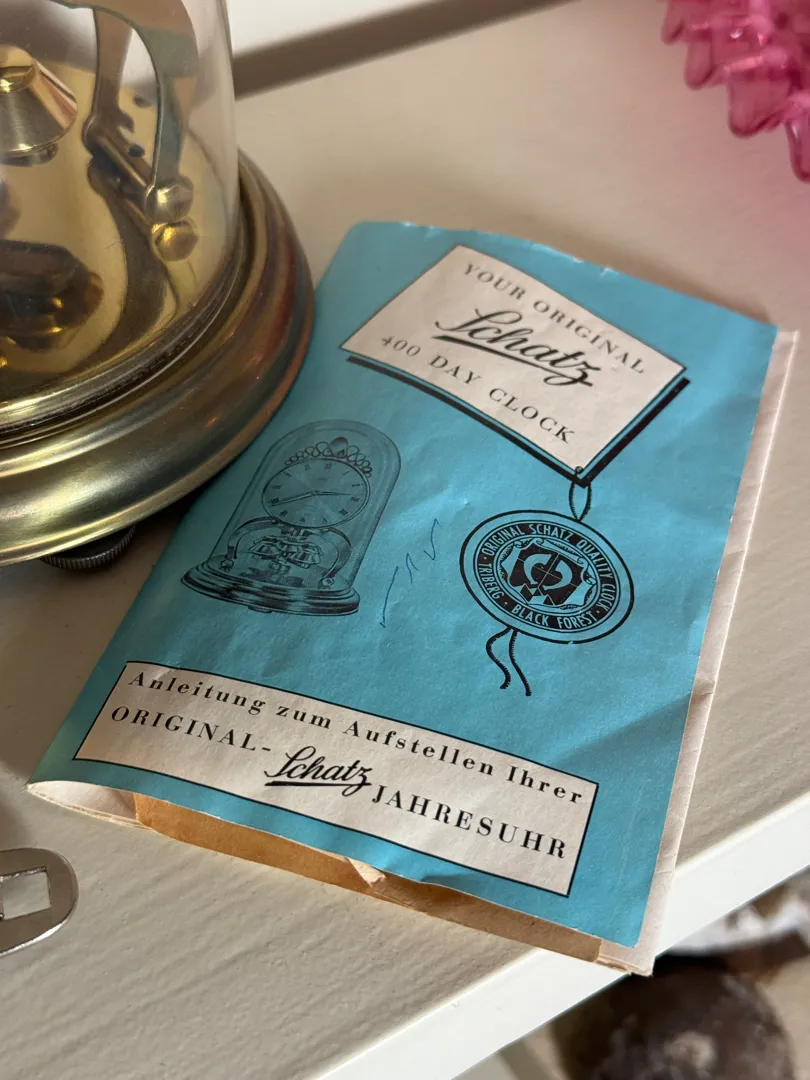 YOUR ORIGINAL
Schatz
400 DAY CLOCK
ORIGINAL SCHATZ QUALITY CLOCK
TRIBERG · BLACK FOREST ·
Anleitung zum Aufstellen Ihrer
ORIGINAL-Schatz JAHRESUHR